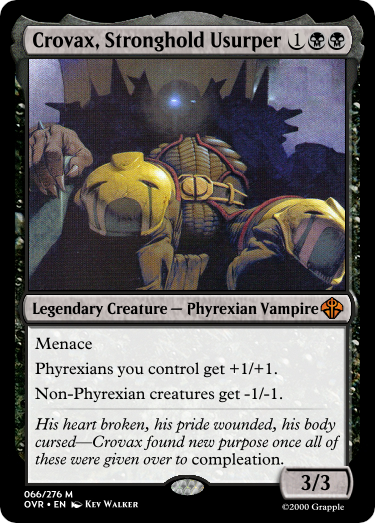 Crovax, Stronghold Usurper 1
Legendary Creature — Phyrexian Vampire
Menace
Phyrexians you control get +1/+1.
Non-Phyrexian creatures get -1/-1.
His heart broken, his pride wounded, his body
cursed—Crovax found new purpose once all of
these were given over to compleation.
3/3
066/276 M
OVR • EN Key Walker
©2000 Grapple